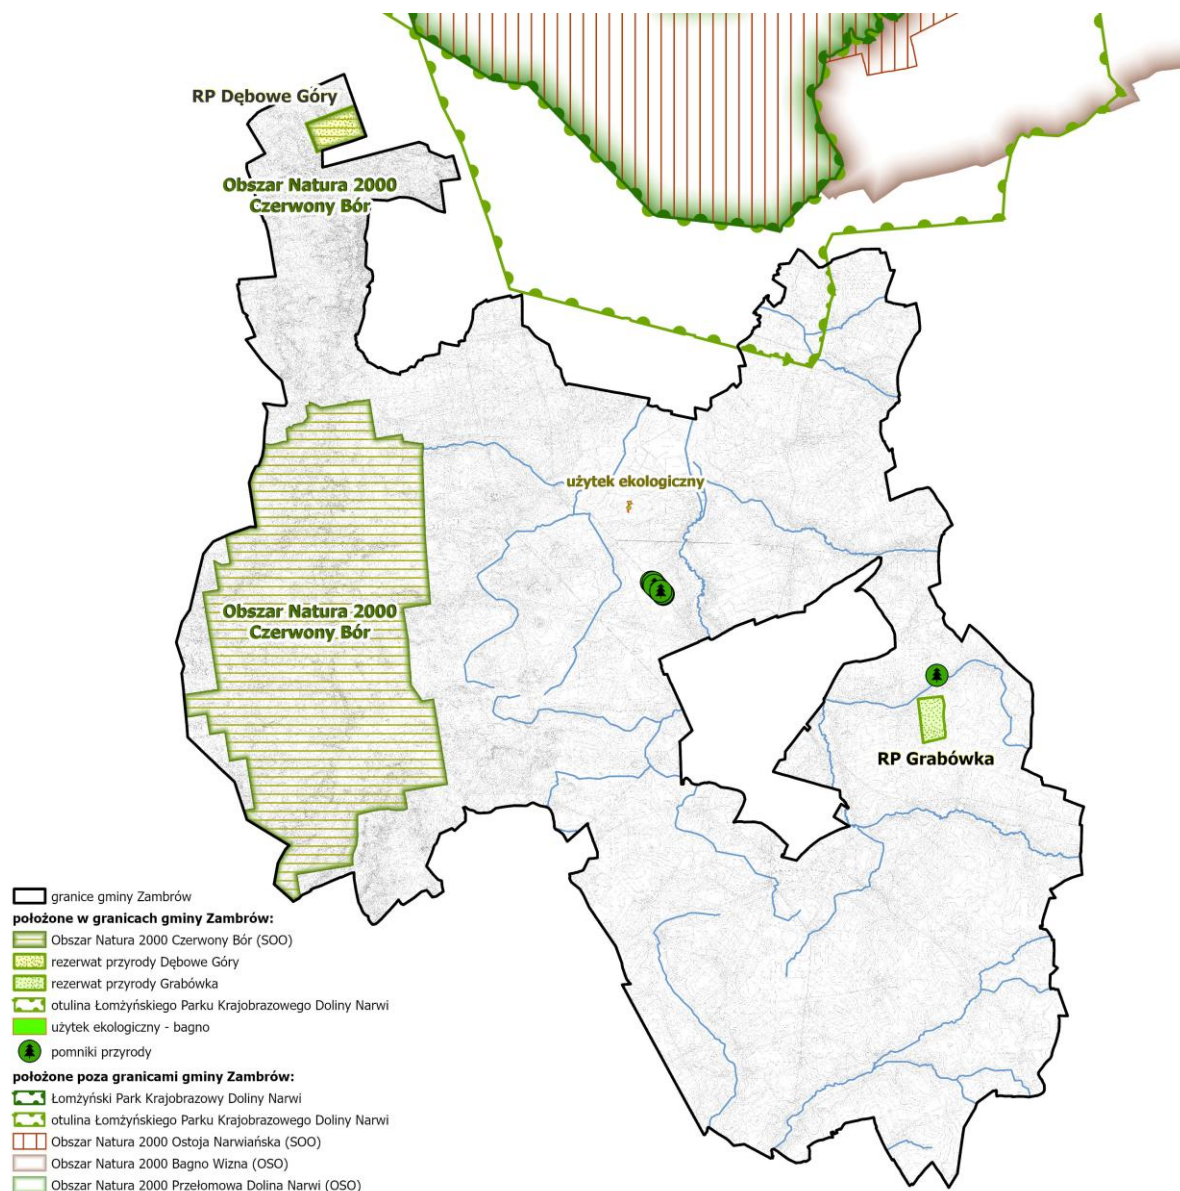 RP Dębowe Góry
Obszar Natura 2000
Czerwony Bór
użytek ekologiczny
Obszar Natura 2000
Czerwony Bór
RP Grabówka
granice gminy Zambrów
położone w granicach gminy Zambrów:
Obszar Natura 2000 Czerwony Bór (SOO)
rezerwat przyrody Dębowe Góry
rezerwat przyrody Grabówka
otulina Łomżyńskiego Parku Krajobrazowego Doliny Narwi
użytek ekologiczny - bagno
pomniki przyrody
położone poza granicami gminy Zambrów:
Łomżyński Park Krajobrazowy Doliny Narwi
otulina Łomżyńskiego Parku Krajobrazowego Doliny Narwi
Obszar Natura 2000 Ostoja Narwiańska (SOO)
Obszar Natura 2000 Bagno Wizna (OSO)
Obszar Natura 2000 Przełomowa Dolina Narwi (OSO)